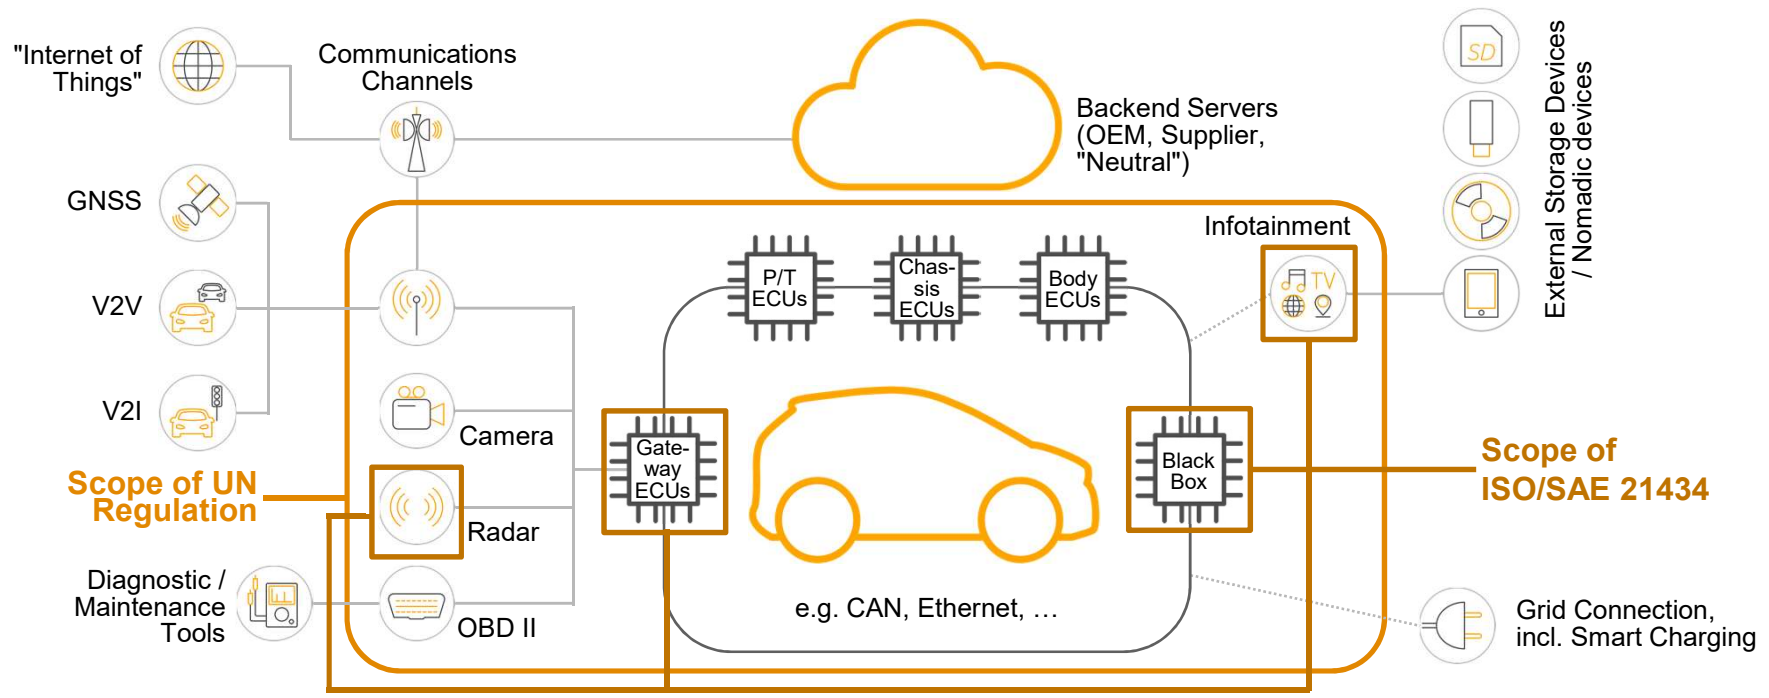 "Internet of
Things"
Communications
Channels
Backend Servers
(OEM, Supplier,
"Neutral")
SD
External Storage Devices
/ Nomadic devices
GNSS
V2V
V2I
Infotainment
TV
P/T
ECUs
Chas-
sis
ECUs
Body
ECUs
Camera
Gate-
way
ECUs
Black
Box
Scope of UN
Regulation
Scope of
ISO/SAE 21434
Radar
Diagnostic /
Maintenance
Tools
OBD II
e.g. CAN, Ethernet, …
Grid Connection,
incl. Smart Charging